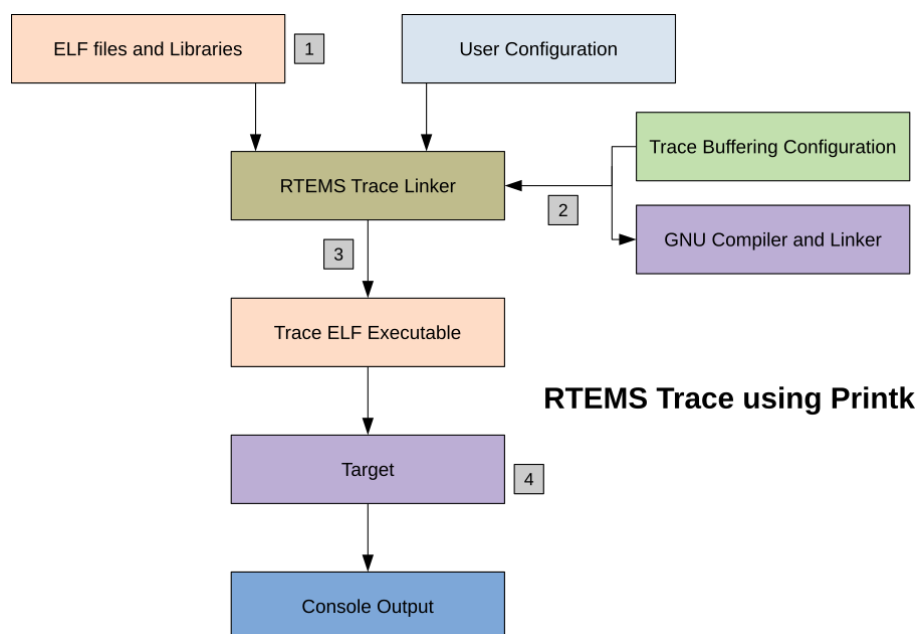 ELF files and Libraries
1
User Configuration
Trace Buffering Configuration
RTEMS Trace Linker
2
GNU Compiler and Linker
3
Trace ELF Executable
RTEMS Trace using Printk
Target
4
Console Output